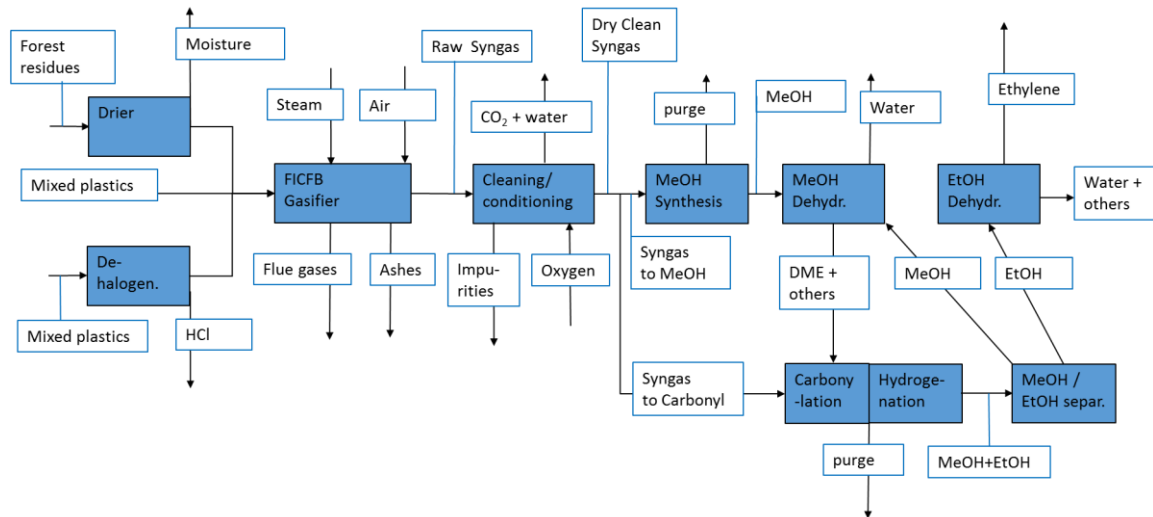 Forest
residues
Moisture
Drier
Mixed plastics
De-
halogen.
Mixed plastics
HCl
Steam
Air
FICFB
Gasifier
Flue gases
Ashes
Raw Syngas
CO₂ + water
Cleaning/
conditioning
Impu-
rities
Oxygen
Dry Clean
Syngas
purge
MeOH
Synthesis
Syngas
to MeOH
MeOH
Water
MeOH
Dehydr.
DME +
others
Ethylene
EtOH
Dehydr.
Water +
others
MeOH
EtOH
Syngas
to Carbonyl
Carbony
-lation
Hydroge-
nation
MeOH /
EtOH separ.
purge
MeOH+EtOH